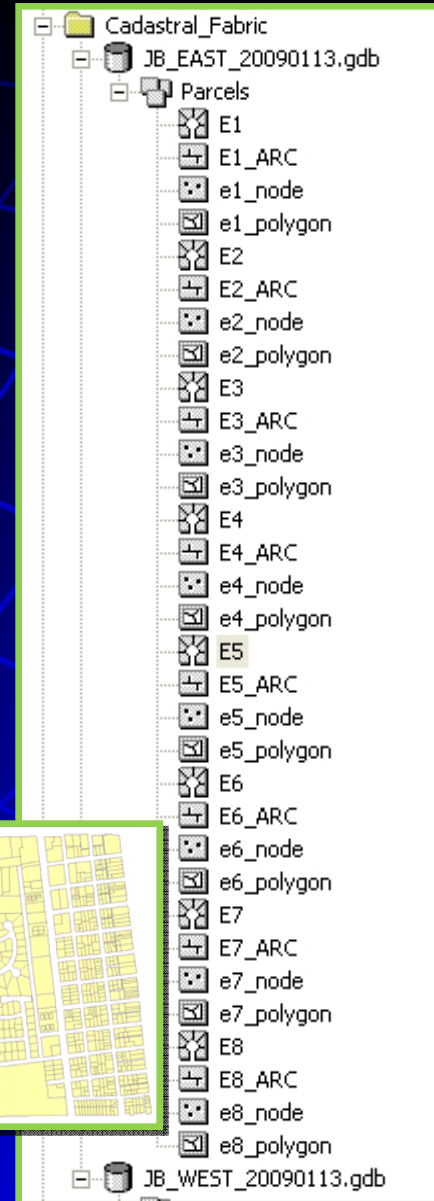 Cadastral_Fabric
JB_EAST_20090113.gdb
Parcels
E1
E1_ARC
e1_node
e1_polygon
E2
E2_ARC
e2_node
e2_polygon
E3
E3_ARC
e3_node
e3_polygon
E4
E4_ARC
e4_node
e4_polygon
E5
E5_ARC
e5_node
e5_polygon
E6
E6_ARC
e6_node
e6_polygon
E7
E7_ARC
e7_node
e7_polygon
E8
E8_ARC
e8_node
e8_polygon
JB_WEST_20090113.gdb